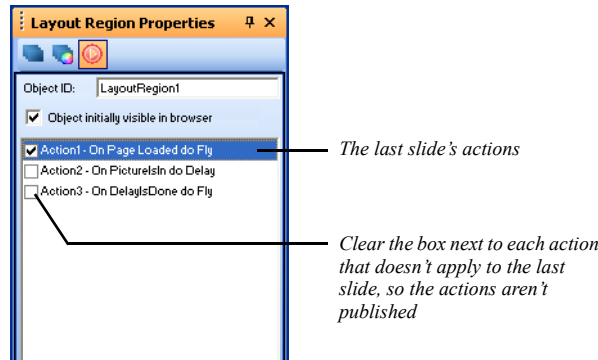 Layout Region Properties
Object ID: LayoutRegion1
Object initially visible in browser
Action1 - On Page Loaded do Fly
Action2 - On PictureIsIn do Delay
Action3 - On DelayIsDone do Fly
The last slide’s actions
Clear the box next to each action
that doesn’t apply to the last
slide, so the actions aren’t
published